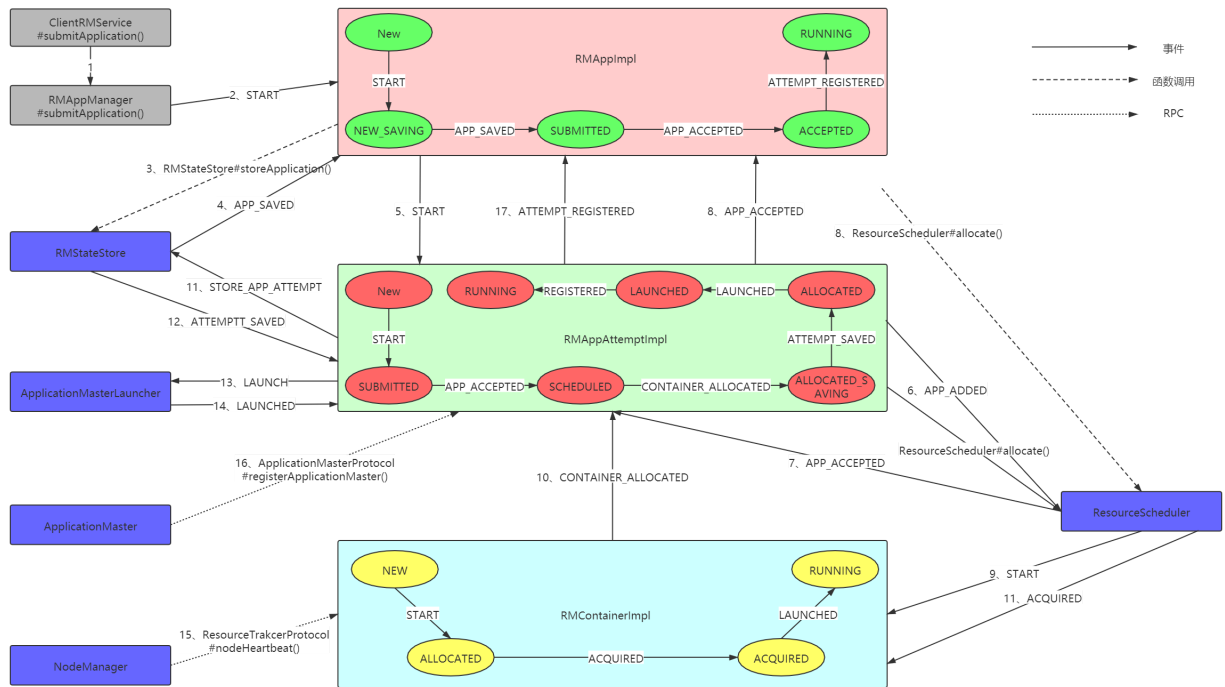 ClientRMService
#submitApplication()
1
RMAppManager
#submitApplication()
2、START
New
RUNNING
RMAppImpl
START
ATTEMPT_REGISTERED
NEW_SAVING
APP_SAVED
SUBMITTED
APP_ACCEPTED
ACCEPTED
事件
函数调用
RPC
3、RMStateStore#storeApplication()
4、APP_SAVED
5、START
17、ATTEMPT_REGISTERED
8、APP_ACCEPTED
8、ResourceScheduler#allocate()
RMStateStore
11、STORE_APP_ATTEMPT
12、ATTEMPTT_SAVED
New
RUNNING
REGISTERED
LAUNCHED
LAUNCHED
ALLOCATED
START
RMAppAttemptImpl
ATTEMPT_SAVED
SUBMITTED
APP_ACCEPTED
SCHEDULED
CONTAINER_ALLOCATED
ALLOCATED_S
AVING
ApplicationMasterLauncher
13、LAUNCH
14、LAUNCHED
6、APP_ADDED
ResourceScheduler#allocate()
7、APP_ACCEPTED
16、ApplicationMasterProtocol
#registerApplicationMaster()
10、CONTAINER_ALLOCATED
ApplicationMaster
ResourceScheduler
NEW
RUNNING
START
RMContainerImpl
LAUNCHED
ALLOCATED
ACQUIRED
ACQUIRED
9、START
11、ACQUIRED
15、ResourceTrakcerProtocol
#nodeHeartbeat()
NodeManager